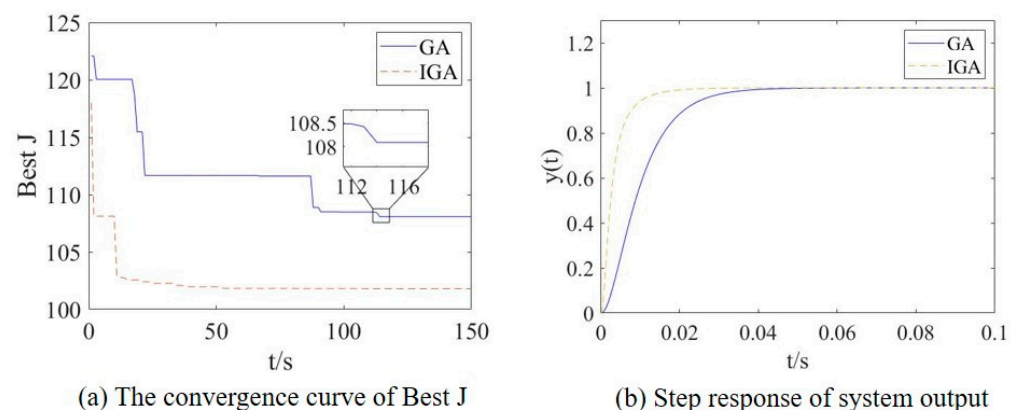 125
120
115
110
105
100
Best J
0
50
100
150
t/s
GA
IGA
108.5
108
112
116
(a) The convergence curve of Best J
1.2
1
0.8
0.6
0.4
0.2
0
y(t)
0
0.02
0.04
0.06
0.08
0.1
t/s
GA
IGA
(b) Step response of system output